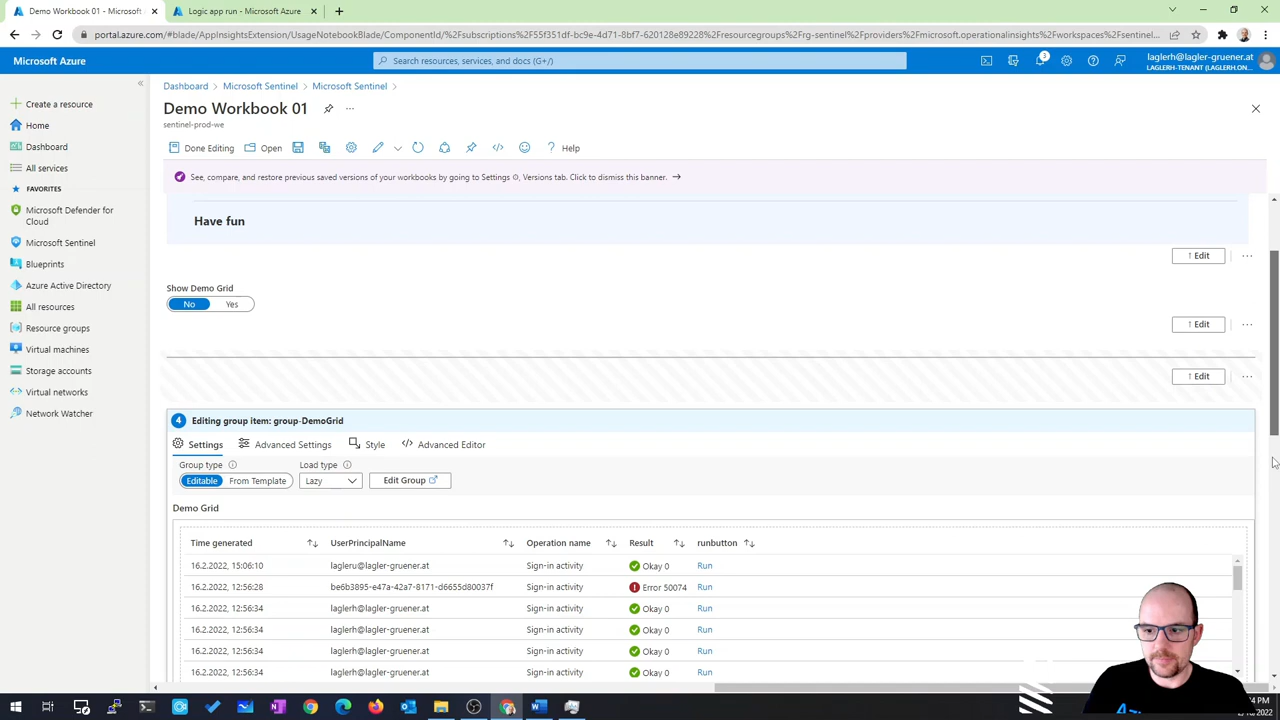 Demo Workbook 01 - Microsoft
Logic app run - Microsoft Azure
portal.azure.com/#blade/AppInsightsExtension/UsageNotebookBlade/ComponentId/%2Fsubscriptions%2F55f351df-bc9e-4d71-8bf7-620128e89228%2Fresourcegroups%2Frg-sentinel%2Fproviders%2Fmicrosoft.operationalinsights%2Fworkspaces%2Fsentinel...
Microsoft Azure
Search resources, services, and docs (G+/)
3
laglerh@lagler-gruener.at
LAGLERH-TENANT (LAGLERH.ON...
Create a resource
Home
Dashboard
All services
FAVORITES
Microsoft Defender for
Cloud
Microsoft Sentinel
Blueprints
Azure Active Directory
All resources
Resource groups
Virtual machines
Storage accounts
Virtual networks
Network Watcher
Dashboard > Microsoft Sentinel > Microsoft Sentinel >
Demo Workbook 01
sentinel-prod-we
Done Editing
Open
Help
See, compare, and restore previous saved versions of your workbooks by going to Settings , Versions tab. Click to dismiss this banner.
Have fun
↑ Edit
Show Demo Grid
No
Yes
↑ Edit
↑ Edit
4 Editing group item: group-DemoGrid
Settings
Advanced Settings
Style
Advanced Editor
Group type
Load type
Editable
From Template
Lazy
Edit Group
Demo Grid
Time generated UserPrincipalName Operation name Result runbutton
16.2.2022, 15:06:10 lagleru@lagler-gruener.at Sign-in activity Okay 0 Run
16.2.2022, 12:56:28 be6b3895-e47a-42a7-8171-d6655d80037f Sign-in activity Error 50074 Run
16.2.2022, 12:56:34 laglerh@lagler-gruener.at Sign-in activity Okay 0 Run
16.2.2022, 12:56:34 laglerh@lagler-gruener.at Sign-in activity Okay 0 Run
16.2.2022, 12:56:34 laglerh@lagler-gruener.at Sign-in activity Okay 0 Run
16.2.2022, 12:56:34 laglerh@lagler-gruener.at Sign-in activity Okay 0 Run